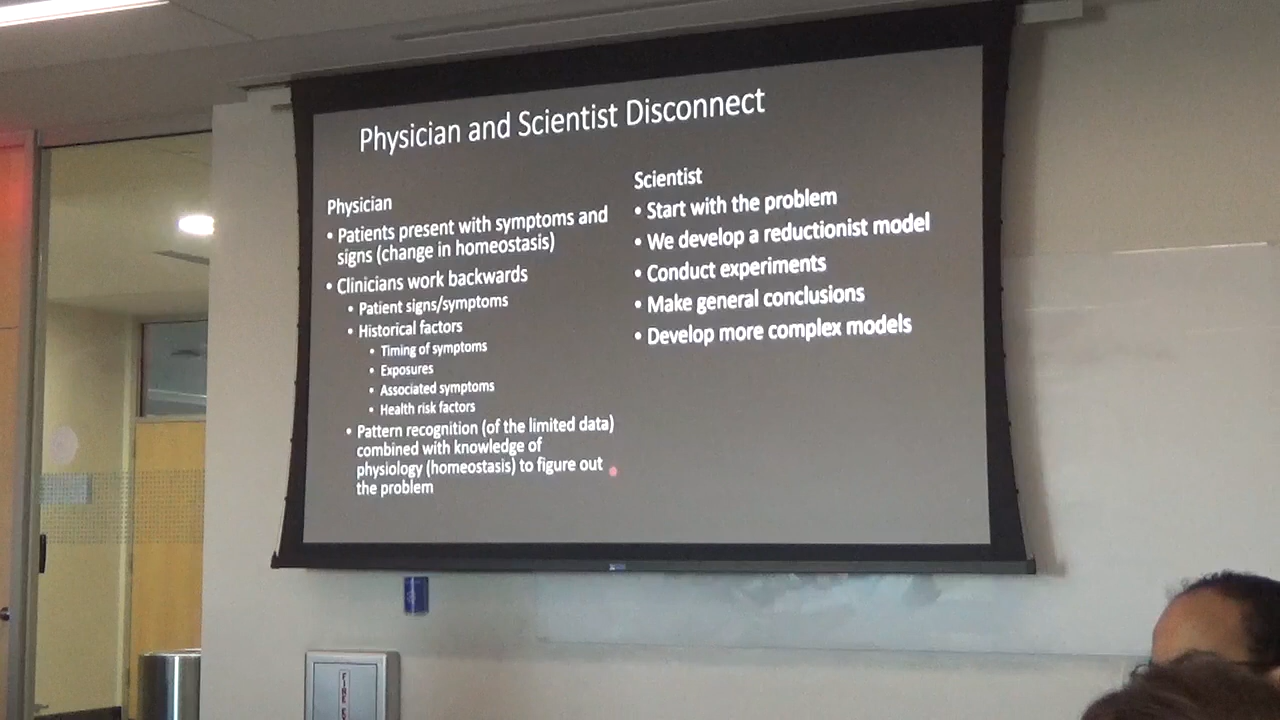 Physician and Scientist Disconnect
Physician
• Patients present with symptoms and
signs (change in homeostasis)
• Clinicians work backwards
• Patient signs/symptoms
• Historical factors
• Timing of symptoms
• Exposures
• Associated symptoms
• Health risk factors
• Pattern recognition (of the limited data)
combined with knowledge of
physiology (homeostasis) to figure out
the problem
Scientist
• Start with the problem
• We develop a reductionist model
• Conduct experiments
• Make general conclusions
• Develop more complex models
FIRE